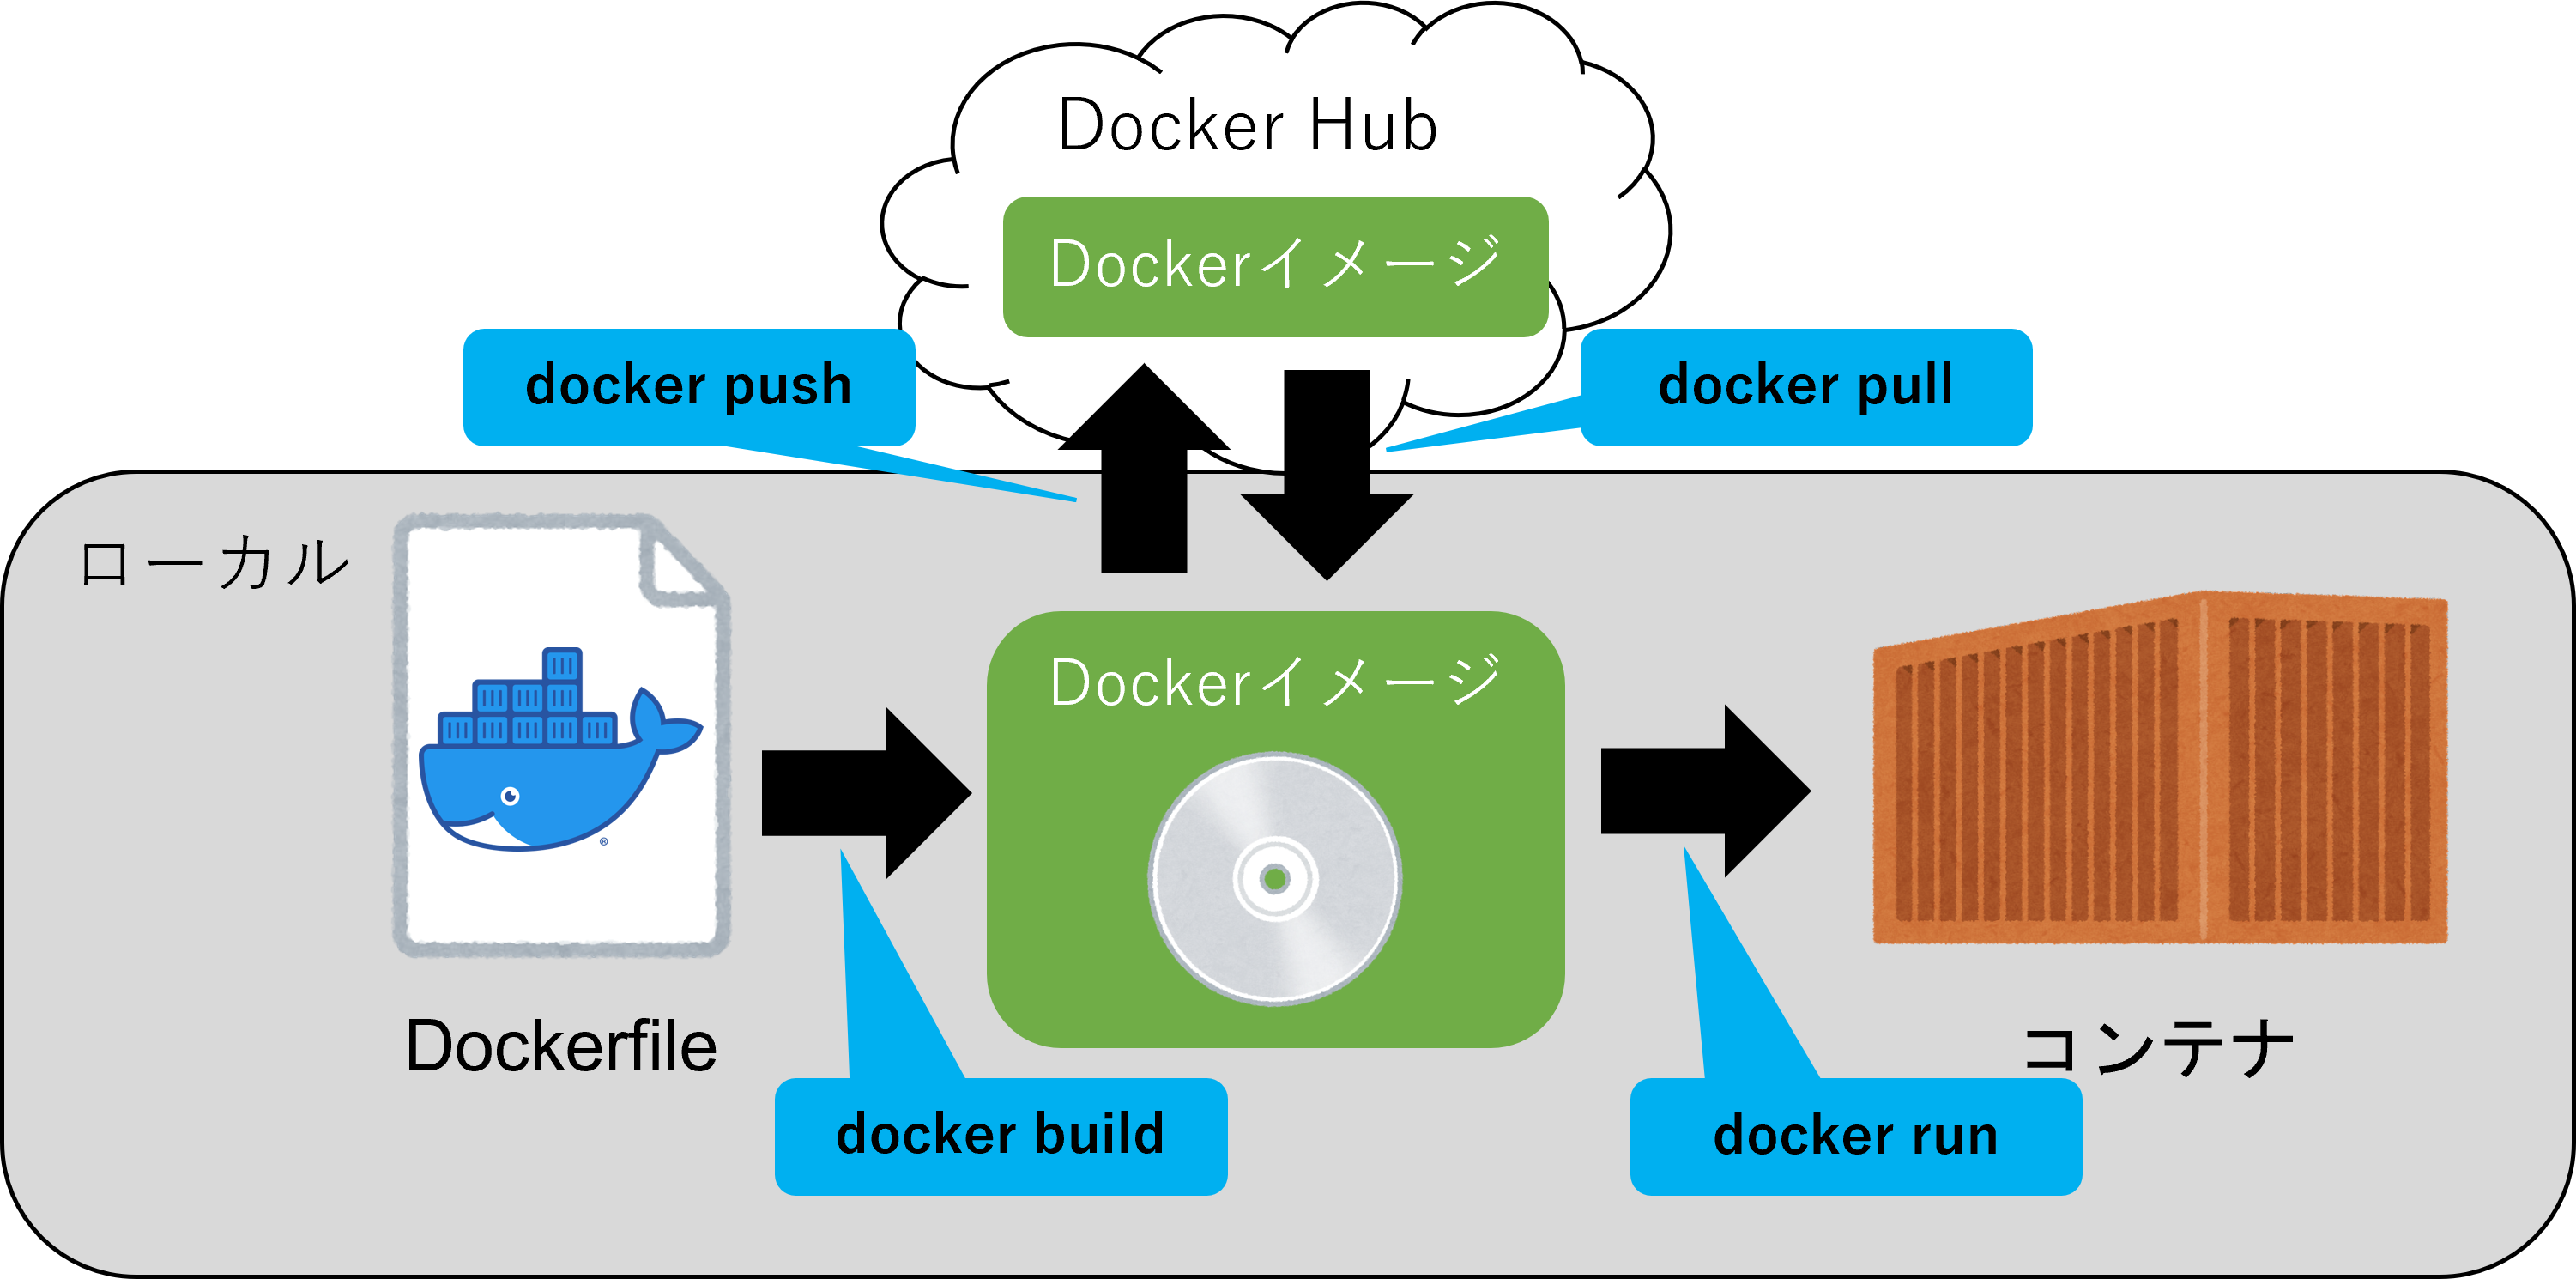 Docker Hub
Dockerイメージ
docker push
docker pull
ローカル
Dockerイメージ
Dockerfile
コンテナ
docker build
docker run